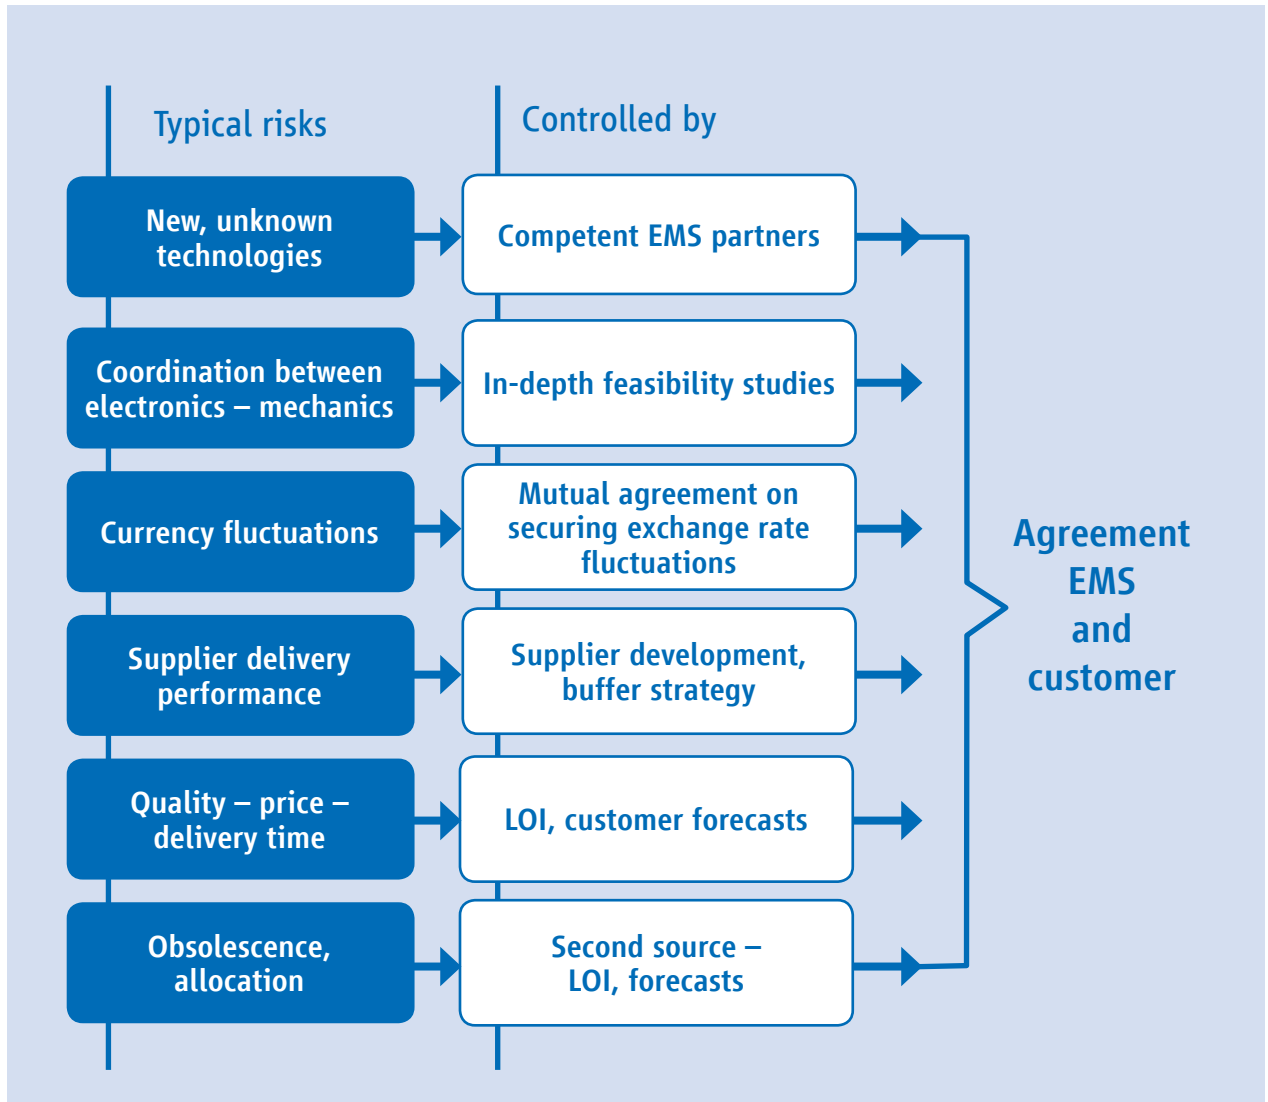 Typical risks
Controlled by
New, unknown
technologies
Competent EMS partners
Coordination between
electronics – mechanics
In-depth feasibility studies
Currency fluctuations
Mutual agreement on
securing exchange rate
fluctuations
Supplier delivery
performance
Supplier development,
buffer strategy
Quality – price –
delivery time
LOI, customer forecasts
Obsolescence,
allocation
Second source –
LOI, forecasts
Agreement
EMS
and
customer